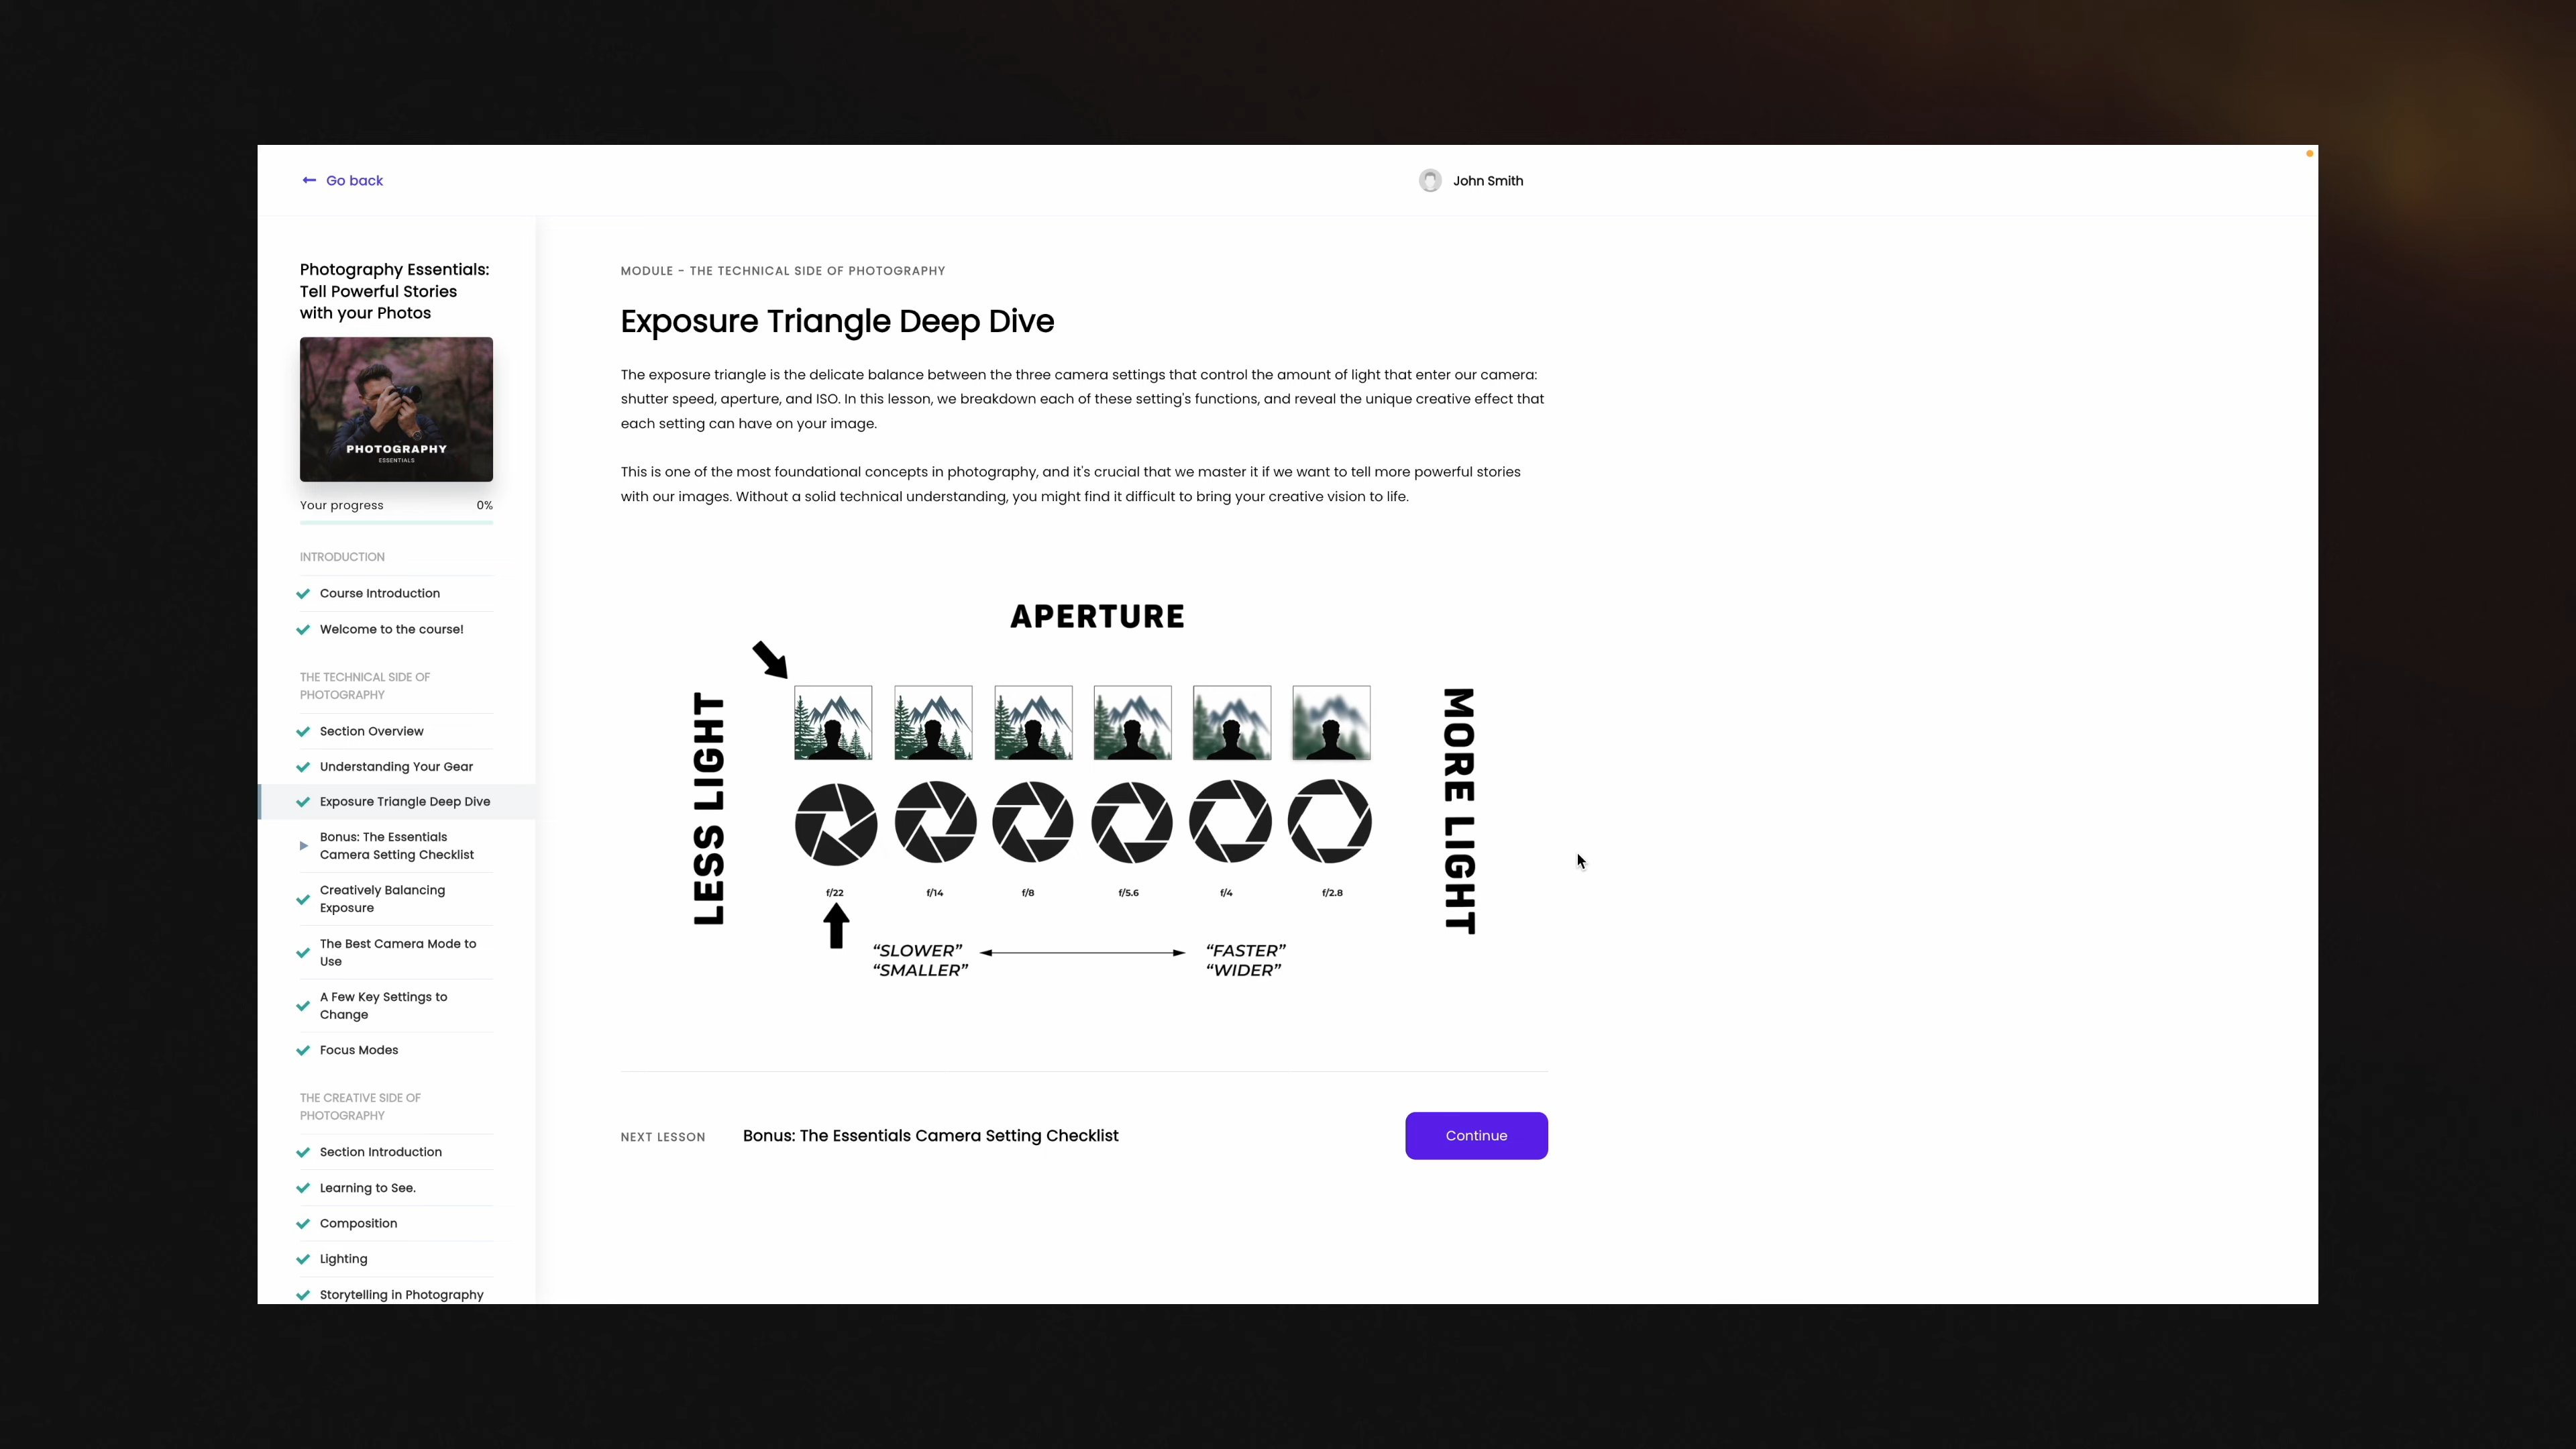 Go back
John Smith
Photography Essentials:
Tell Powerful Stories
with your Photos
PHOTOGRAPHY
ESSENTIALS
Your progress 0%
INTRODUCTION
Course Introduction
Welcome to the course!
THE TECHNICAL SIDE OF
PHOTOGRAPHY
Section Overview
Understanding Your Gear
Exposure Triangle Deep Dive
Bonus: The Essentials
Camera Setting Checklist
Creatively Balancing
Exposure
The Best Camera Mode to
Use
A Few Key Settings to
Change
Focus Modes
THE CREATIVE SIDE OF
PHOTOGRAPHY
Section Introduction
Learning to See.
Composition
Lighting
Storytelling in Photography
MODULE - THE TECHNICAL SIDE OF PHOTOGRAPHY
Exposure Triangle Deep Dive
The exposure triangle is the delicate balance between the three camera settings that control the amount of light that enter our camera:
shutter speed, aperture, and ISO. In this lesson, we breakdown each of these setting's functions, and reveal the unique creative effect that
each setting can have on your image.
This is one of the most foundational concepts in photography, and it's crucial that we master it if we want to tell more powerful stories
with our images. Without a solid technical understanding, you might find it difficult to bring your creative vision to life.
APERTURE
LESS LIGHT
MORE LIGHT
f/22 f/14 f/8 f/5.6 f/4 f/2.8
“SLOWER” “FASTER”
“SMALLER” “WIDER”
NEXT LESSON Bonus: The Essentials Camera Setting Checklist
Continue